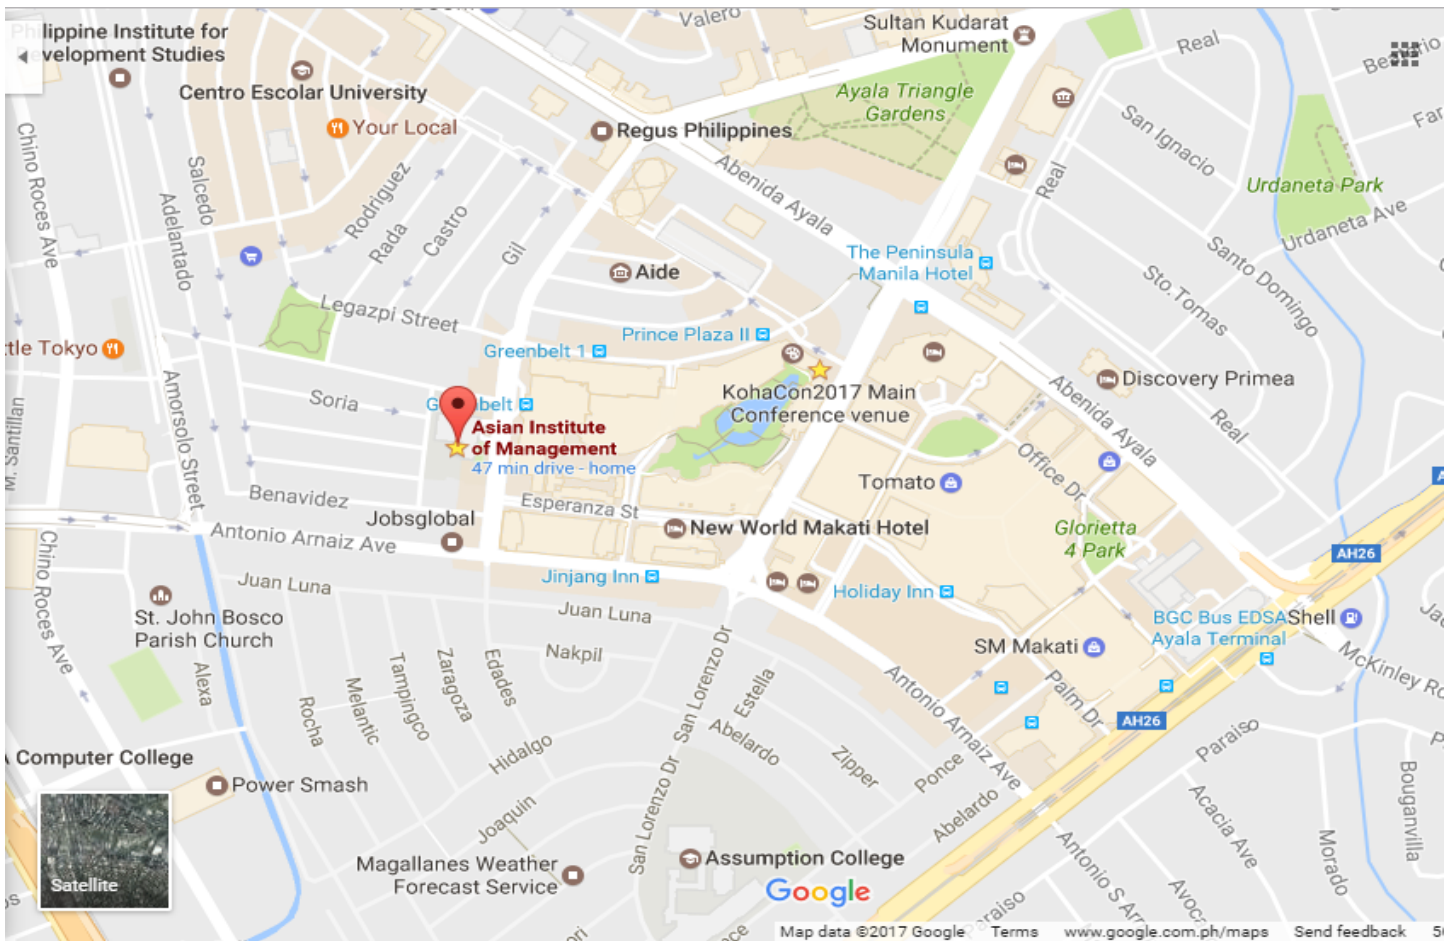 Valero
Sultan Kudarat
Monument
Philippine Institute for
Development Studies
Real
Centro Escolar University
Your Local
Ayala Triangle
Gardens
Regus Philippines
San Ignacio
Chino Roces Ave
Salcedo
Adelantado
Rodriguez
Rada
Castro
Gil
Abenida Ayala
Real
Urdaneta Park
Urdaneta Ave
The Peninsula
Manila Hotel
Aide
Santo Domingo
Sto.Tomas
Legazpi Street
Prince Plaza II
Greenbelt 1
ttle Tokyo
KohaCon2017 Main
Conference venue
Discovery Primea
Abenida Ayala
Real
Soria
Asian Institute
of Management
47 min drive - home
Amorsolo Street
Office Dr
Tomato
Benavidez
Esperanza St
Jobsglobal
New World Makati Hotel
Glorietta
4 Park
Antonio Arnaiz Ave
AH26
Chino Roces Ave
Juan Luna
Jinjang Inn
Holiday Inn
Juan Luna
St. John Bosco
Parish Church
BGC Bus EDSA
Ayala Terminal
Shell
SM Makati
McKinley Ro
Nakpil
Alexa
Rocha
Melantic
Tampingco
Zaragoza
Edades
San Lorenzo Dr
Estella
Antonio Arnaiz Ave
Palm Dr
AH26
Paraiso
Hidalgo
Abelardo
Zipper
Ponce
Computer College
Power Smash
San Lorenzo Dr
Abelardo
Acacia Ave
Bouganvilla
Morado
Joaquin
Magallanes Weather
Forecast Service
Assumption College
Antonio S Arn
Avoca
Paraiso
Satellite
Google
Map data ©2017 Google Terms www.google.com.ph/maps Send feedback